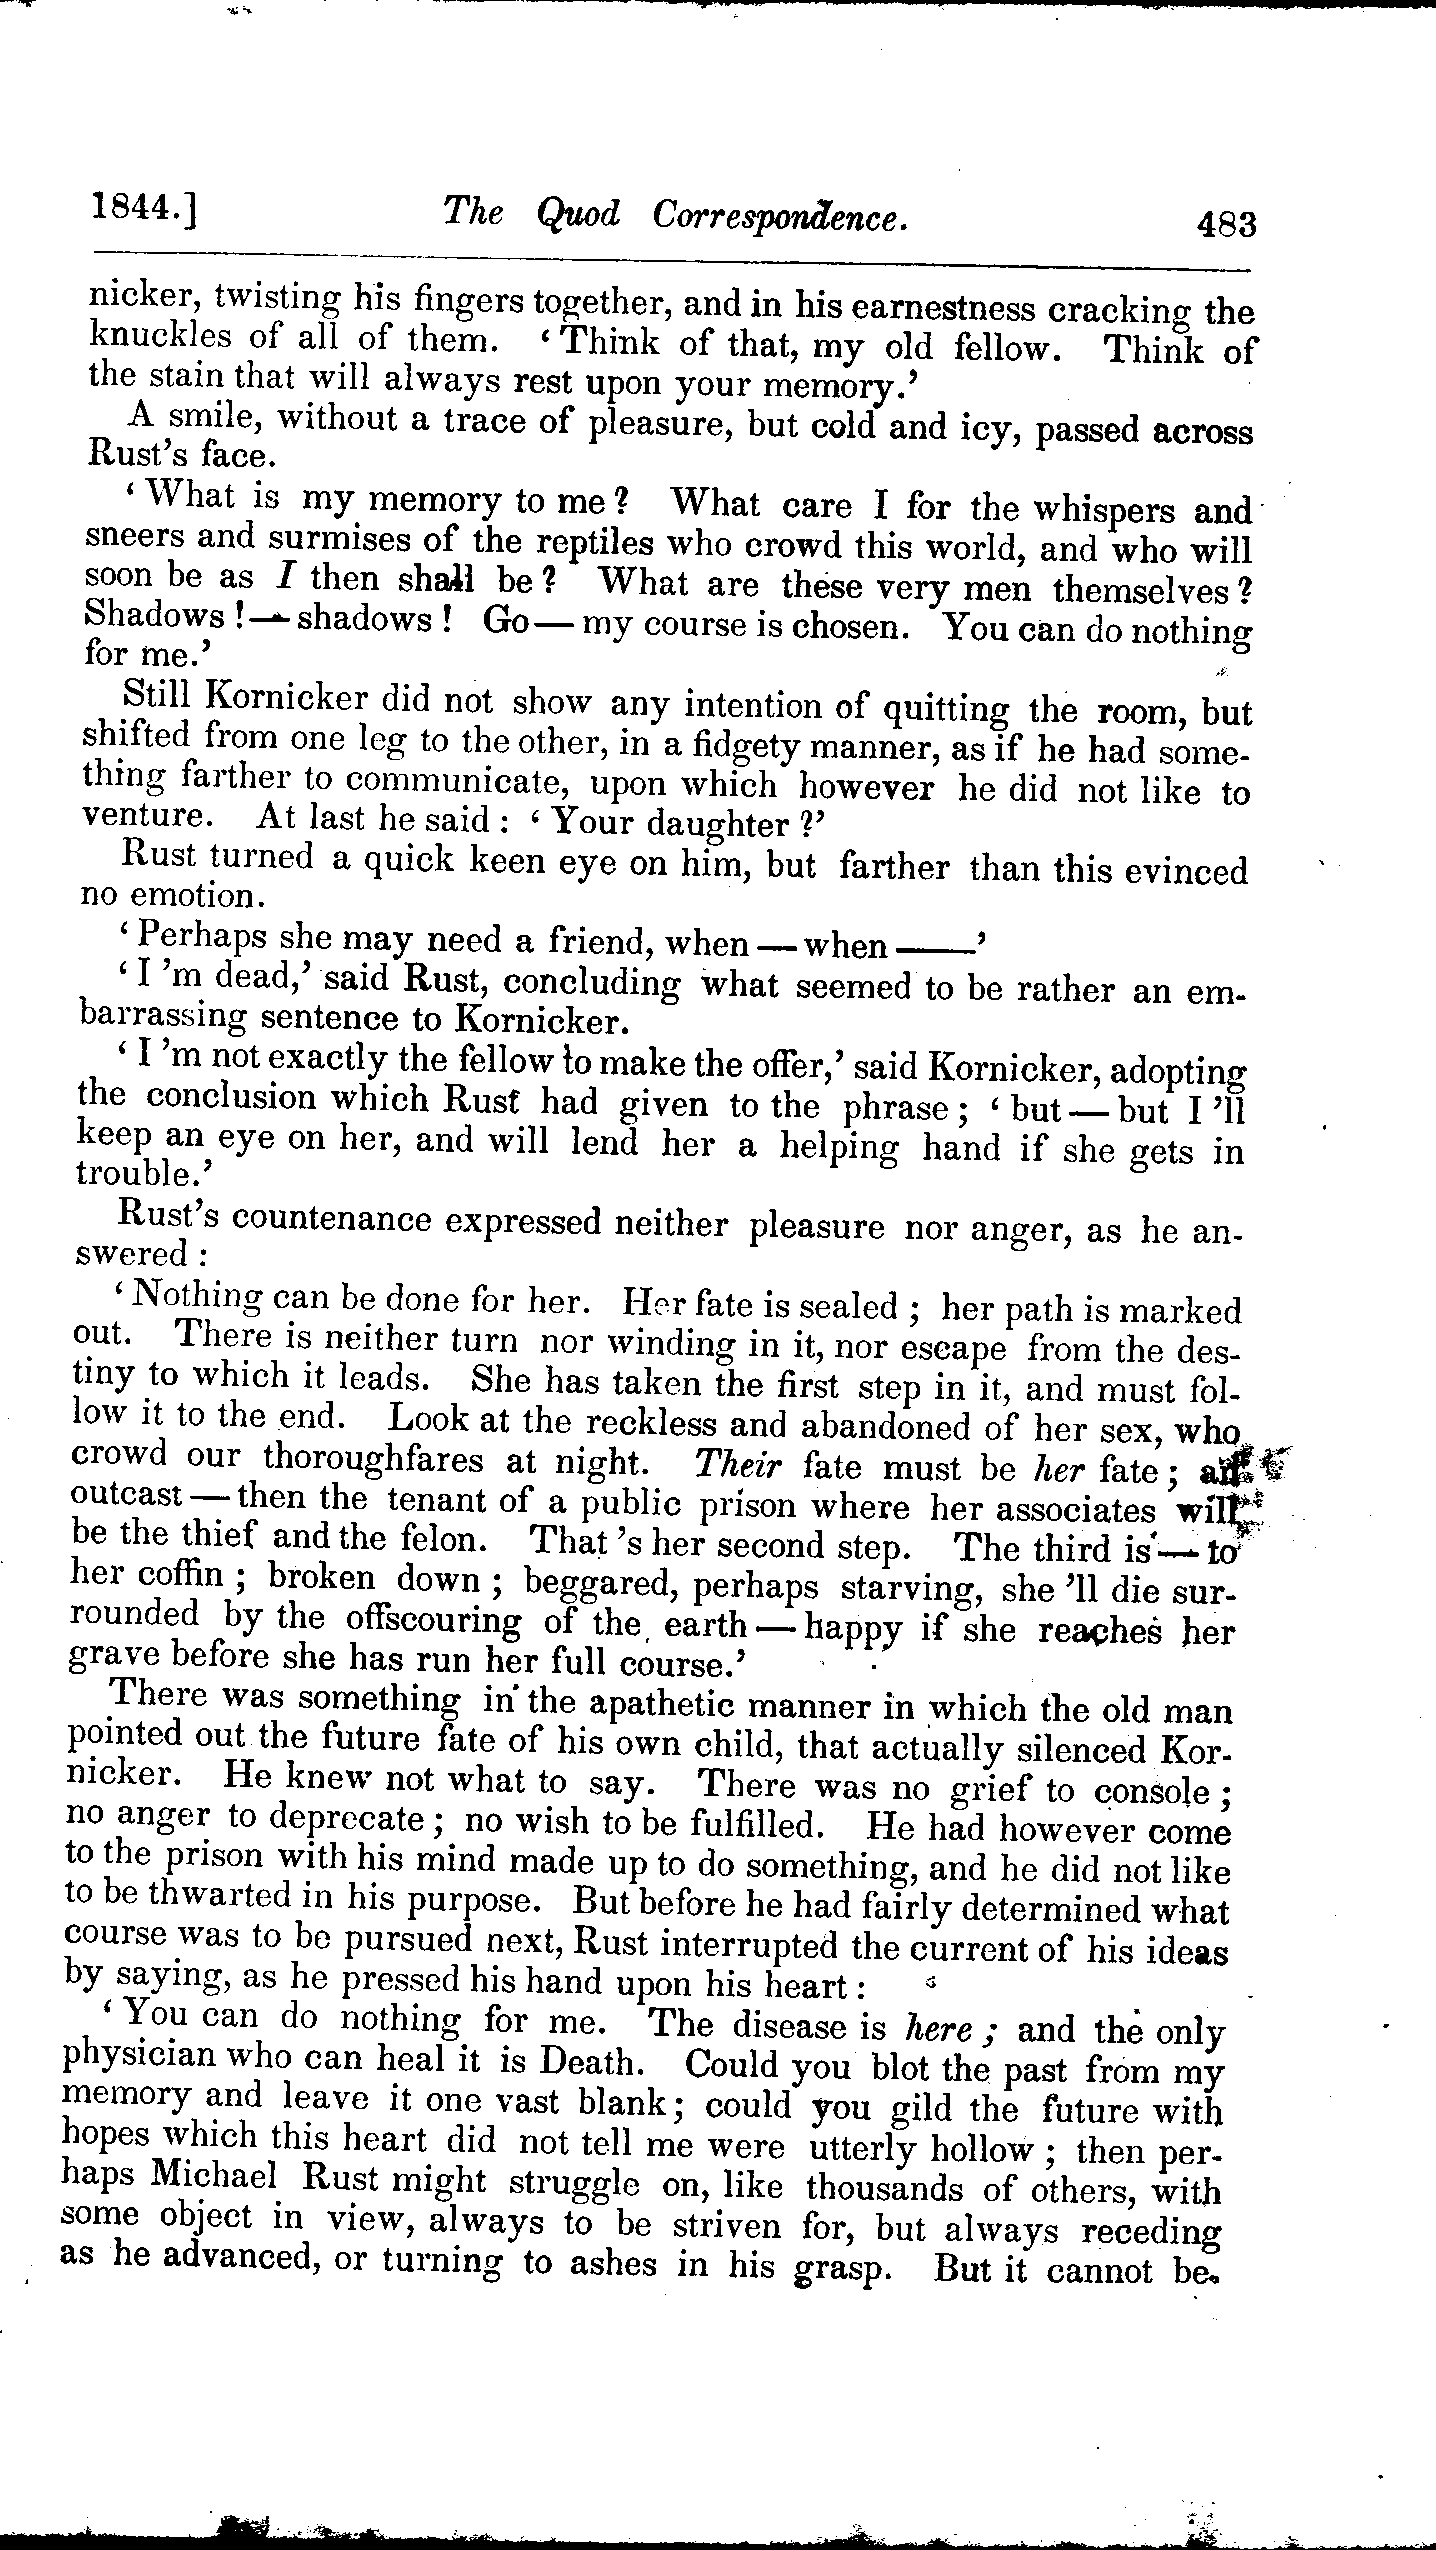 1844.] The Quod Correspondence. 483
nicker, twisting his fingers together, and in his earnestness cracking the
knuckles of all of them. ‘Think of that, my old fellow. Think of
the stain that will always rest upon your memory.’
A smile, without a trace of pleasure, but cold and icy, passed across
Rust’s face.
‘What is my memory to me? What care I for the whispers and
sneers and surmises of the reptiles who crowd this world, and who will
soon be as I then shall be? What are these very men themselves?
Shadows!—shadows! Go—my course is chosen. You can do nothing
for me.’
Still Kornicker did not show any intention of quitting the room, but
shifted from one leg to the other, in a fidgety manner, as if he had some-
thing farther to communicate, upon which however he did not like to
venture. At last he said: ‘Your daughter?’
Rust turned a quick keen eye on him, but farther than this evinced
no emotion.
‘Perhaps she may need a friend, when—when——’
‘I ’m dead,’ said Rust, concluding what seemed to be rather an em-
barrassing sentence to Kornicker.
‘I ’m not exactly the fellow to make the offer,’ said Kornicker, adopting
the conclusion which Rust had given to the phrase; ‘but—but I ’ll
keep an eye on her, and will lend her a helping hand if she gets in
trouble.’
Rust’s countenance expressed neither pleasure nor anger, as he an-
swered:
‘Nothing can be done for her. Her fate is sealed; her path is marked
out. There is neither turn nor winding in it, nor escape from the des-
tiny to which it leads. She has taken the first step in it, and must fol-
low it to the end. Look at the reckless and abandoned of her sex, who
crowd our thoroughfares at night. Their fate must be her fate; an
outcast—then the tenant of a public prison where her associates will
be the thief and the felon. That ’s her second step. The third is—to
her coffin; broken down; beggared, perhaps starving, she ’ll die sur-
rounded by the offscouring of the earth—happy if she reaches her
grave before she has run her full course.’
There was something in the apathetic manner in which the old man
pointed out the future fate of his own child, that actually silenced Kor-
nicker. He knew not what to say. There was no grief to console;
no anger to deprecate; no wish to be fulfilled. He had however come
to the prison with his mind made up to do something, and he did not like
to be thwarted in his purpose. But before he had fairly determined what
course was to be pursued next, Rust interrupted the current of his ideas
by saying, as he pressed his hand upon his heart:
‘You can do nothing for me. The disease is here; and the only
physician who can heal it is Death. Could you blot the past from my
memory and leave it one vast blank; could you gild the future with
hopes which this heart did not tell me were utterly hollow; then per-
haps Michael Rust might struggle on, like thousands of others, with
some object in view, always to be striven for, but always receding
as he advanced, or turning to ashes in his grasp. But it cannot be.